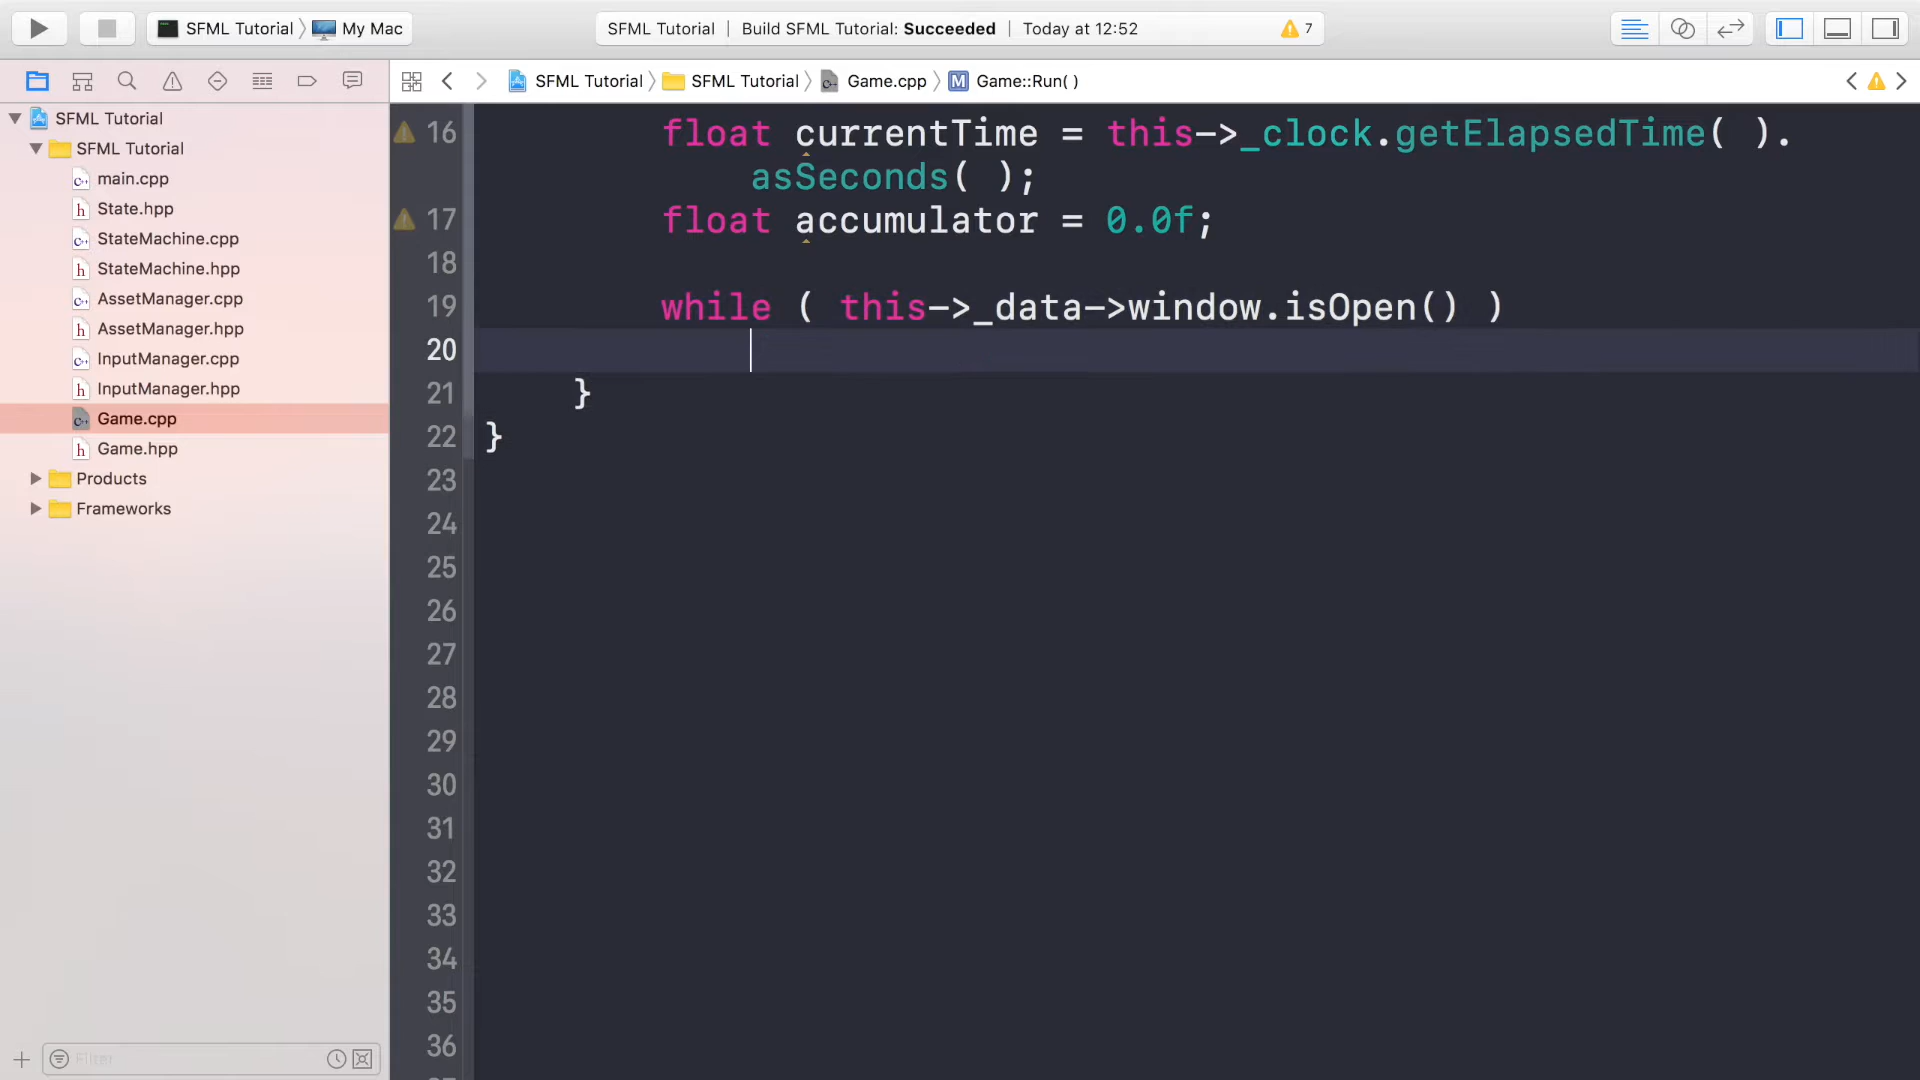 SFML Tutorial
My Mac
SFML Tutorial
Build SFML Tutorial: Succeeded
Today at 12:52
7
SFML Tutorial
SFML Tutorial
Game.cpp
M
Game::Run( )
SFML Tutorial
SFML Tutorial
main.cpp
State.hpp
StateMachine.cpp
StateMachine.hpp
AssetManager.cpp
AssetManager.hpp
InputManager.cpp
InputManager.hpp
Game.cpp
Game.hpp
Products
Frameworks
Filter
16 float currentTime = this->_clock.getElapsedTime( ).
asSeconds( );
17 float accumulator = 0.0f;
18
19 while ( this->_data->window.isOpen() )
20
21 }
22 }
23
24
25
26
27
28
29
30
31
32
33
34
35
36